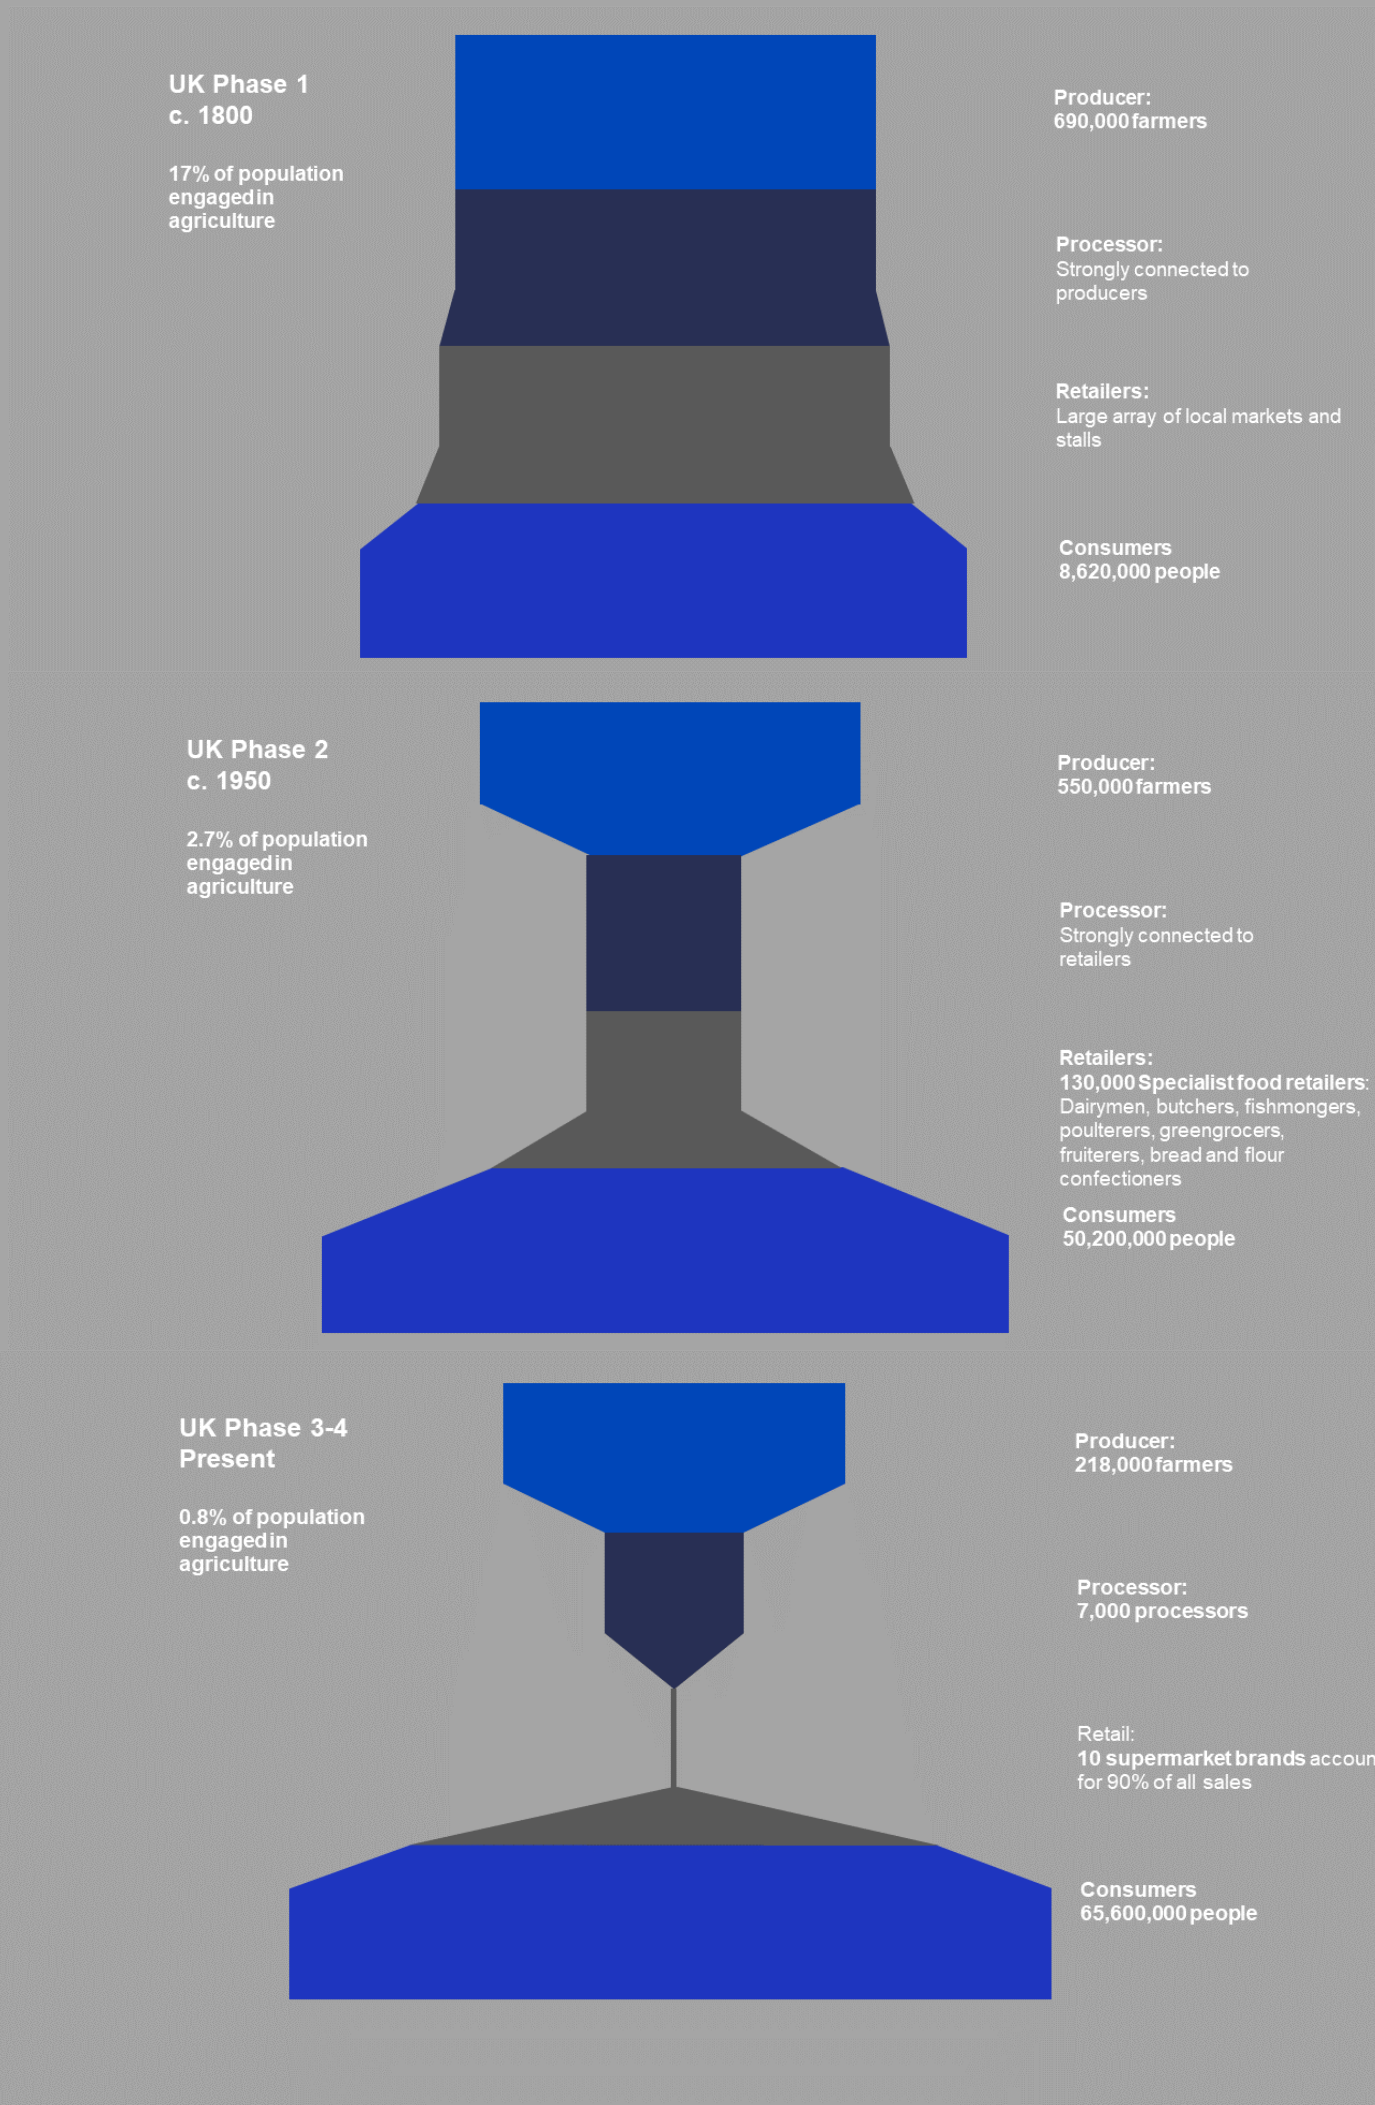 UK Phase 1
c. 1800
17% of population
engaged in
agriculture
Producer:
690,000 farmers
Processor:
Strongly connected to
producers
Retailers:
Large array of local markets and
stalls
Consumers
8,620,000 people
UK Phase 2
c. 1950
2.7% of population
engaged in
agriculture
Producer:
550,000 farmers
Processor:
Strongly connected to
retailers
Retailers:
130,000 Specialist food retailers:
Dairymen, butchers, fishmongers,
poulterers, greengrocers,
fruiterers, bread and flour
confectioners
Consumers
50,200,000 people
UK Phase 3-4
Present
0.8% of population
engaged in
agriculture
Producer:
218,000 farmers
Processor:
7,000 processors
Retail:
10 supermarket brands accoun
for 90% of all sales
Consumers
65,600,000 people